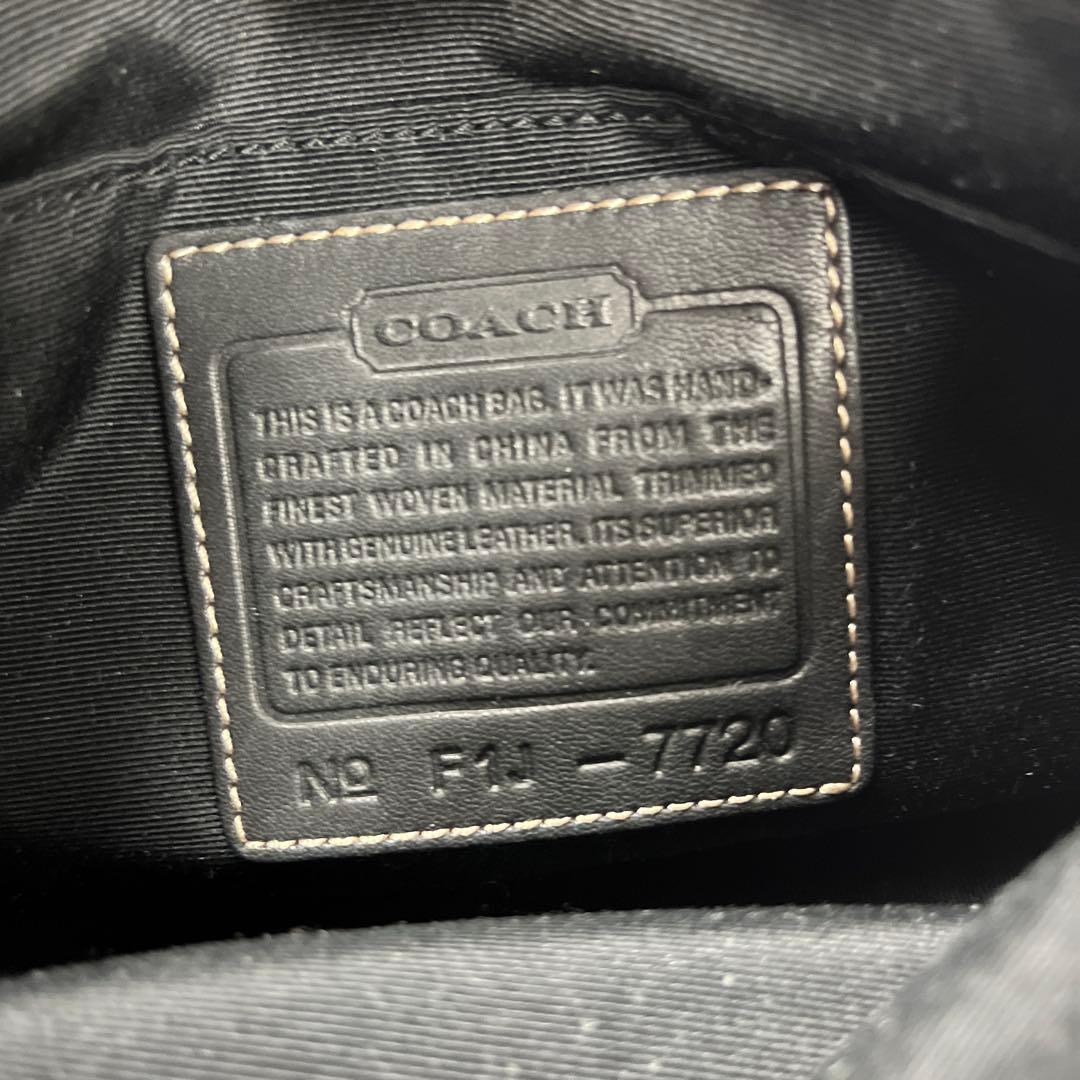 COACH
THIS IS A COACH BAG. IT WAS HAND-
CRAFTED IN CHINA FROM THE
FINEST WOVEN MATERIAL TRIMMED
WITH GENUINE LEATHER. ITS SUPERIOR
CRAFTSMANSHIP AND ATTENTION TO
DETAIL REFLECT OUR COMMITMENT
TO ENDURING QUALITY.
Nº F1J -7720